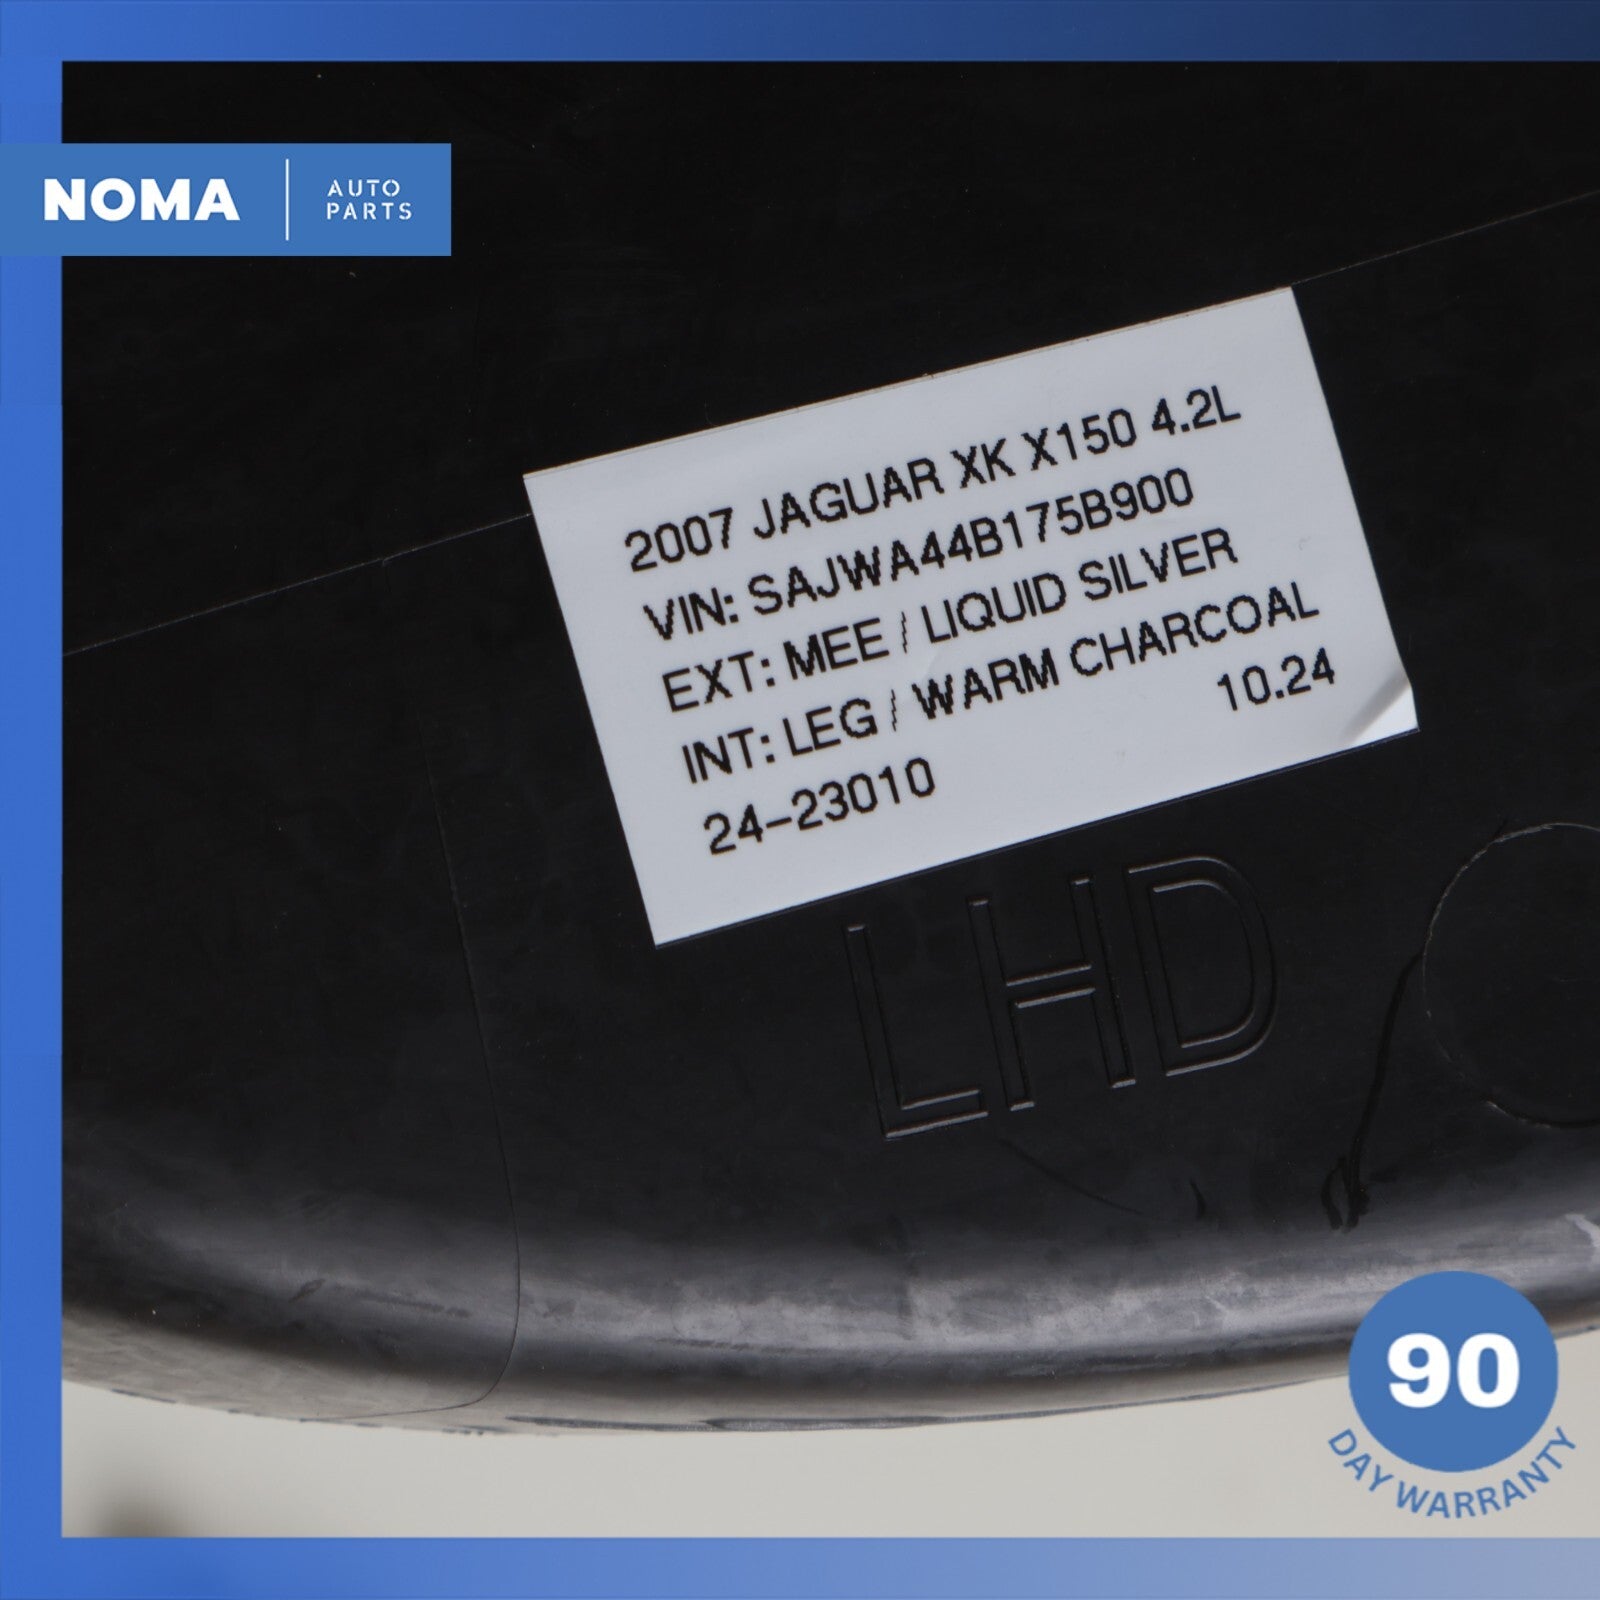 NOMA
AUTO
PARTS
2007 JAGUAR XK X150 4.2L
VIN: SAJWA44B175B900
EXT: MEE / LIQUID SILVER
INT: LEG / WARM CHARCOAL
10.24
24-23010
LHD
90
DAY WARRANTY